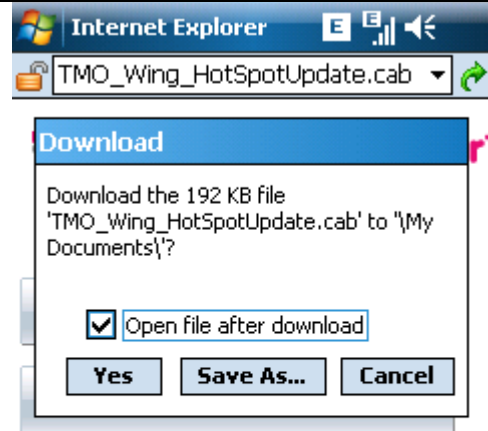 Internet Explorer E E
TMO_Wing_HotSpotUpdate.cab
Download
Download the 192 KB file
'TMO_Wing_HotSpotUpdate.cab' to '\My
Documents\'?
Open file after download
Yes Save As... Cancel